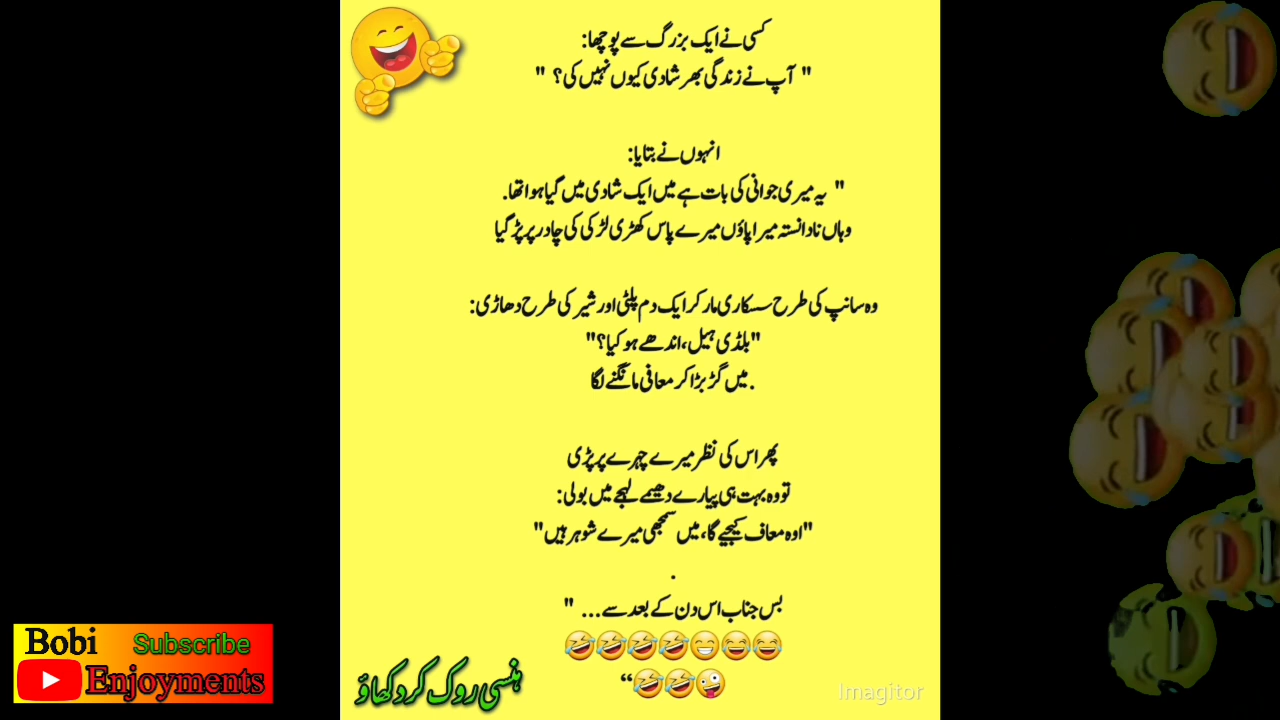 کسی نے ایک بزرگ سے پوچھا:
" آپ نے زندگی بھر شادی کیوں نہیں کی؟ "
انہوں نے بتایا:
" یہ میری جوانی کی بات ہے میں ایک شادی میں گیا ہوا تھا.
وہاں نادانستہ میرا پاؤں میرے پاس کھڑی لڑکی کی چادر پر پڑ گیا
وہ سانپ کی طرح سسکاری مار کر ایک دم پلٹی اور شیر کی طرح دھاڑی:
"بلڈی ہیل، اندھے ہو کیا؟"
. میں گڑبڑا کر معافی مانگنے لگا
پھر اس کی نظر میرے چہرے پر پڑی
تو وہ بہت ہی پیارے دھیمے لہجے میں بولی:
"اوہ معاف کیجیے گا، میں سمجھی میرے شوہر ہیں"
.
بس جناب اس دن کے بعد سے... "
🤣🤣🤣🤣😁😂😂
“🤣🤣🤪
ہنسی روک کر دکھاؤ
Imagitor
Bobi Subscribe
Enjoyments